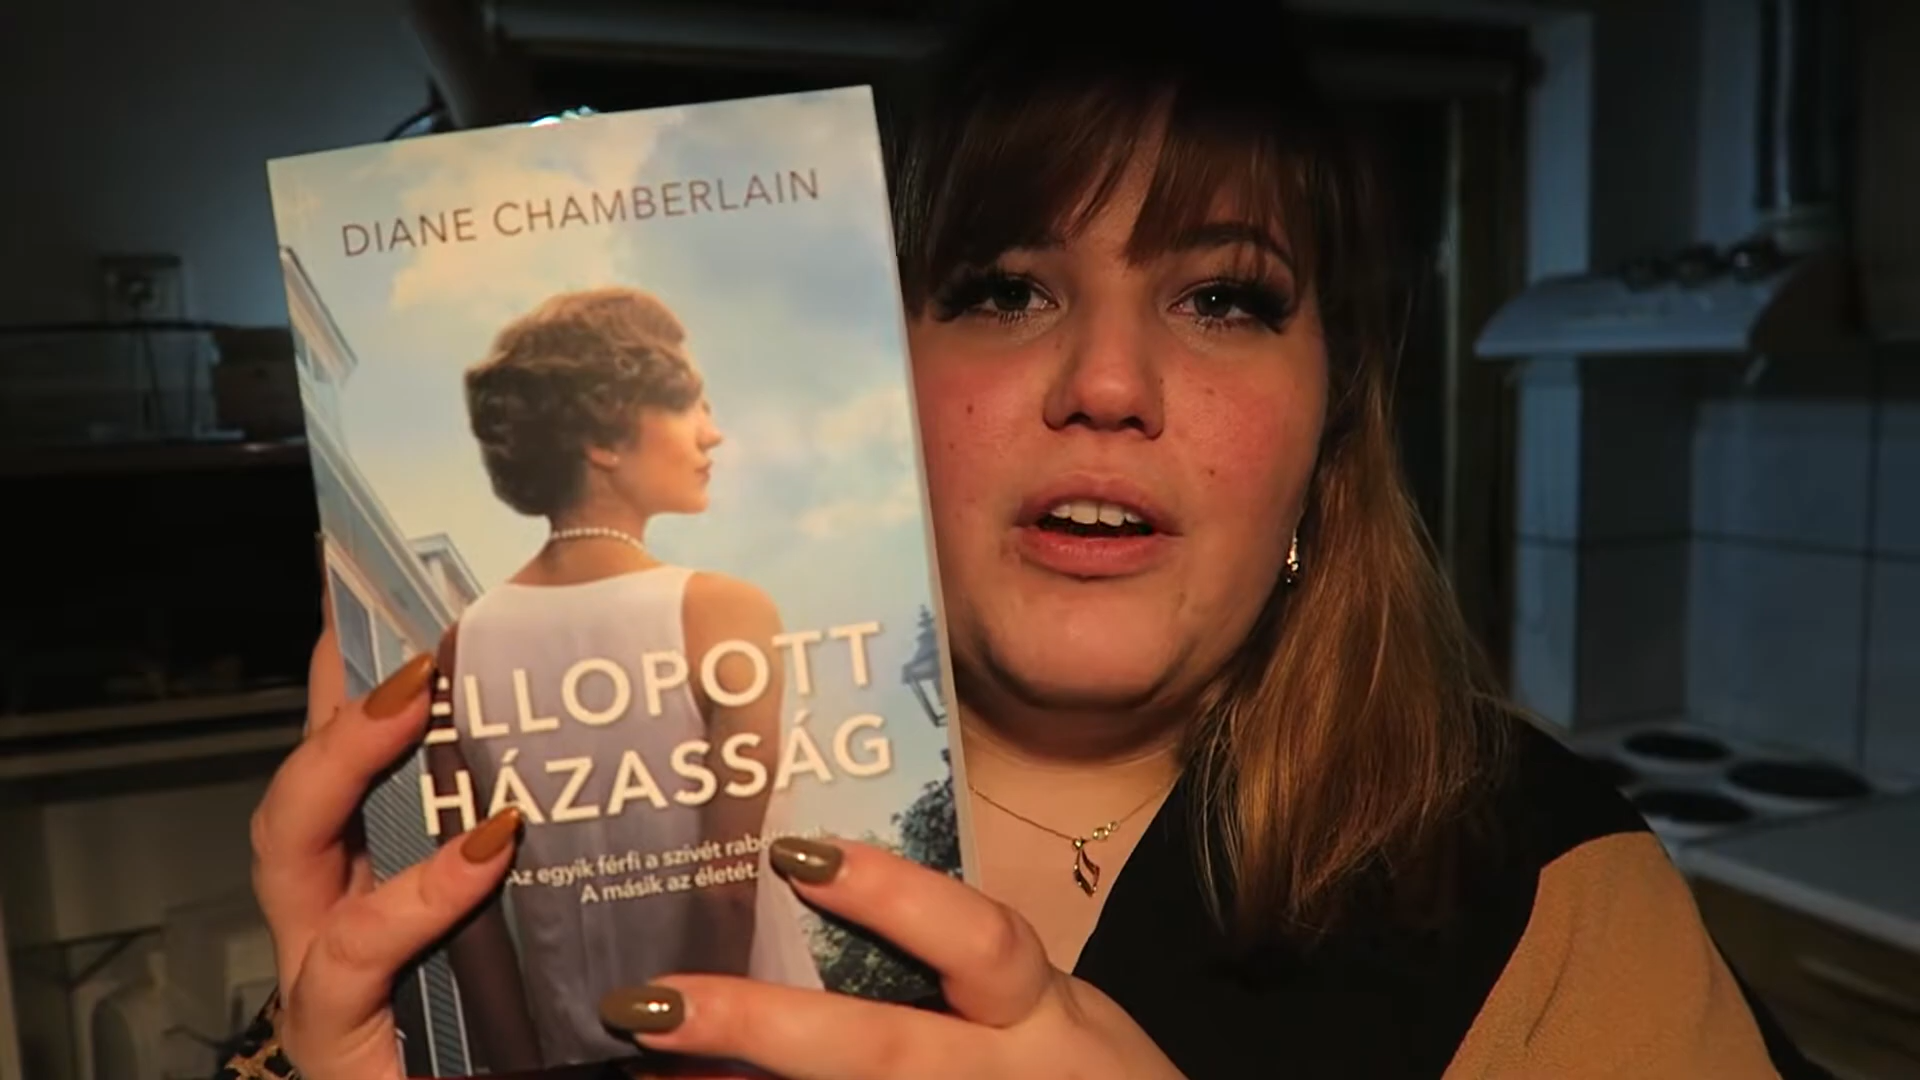 DIANE CHAMBERLAIN
ELLOPOTT
HÁZASSÁG
Az egyik férfi a szívét
A másik az életét.